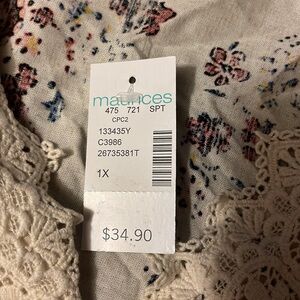 maurices
475 721 SPT
CPC2
133435Y
C3986
26735381T
1X
$34.90